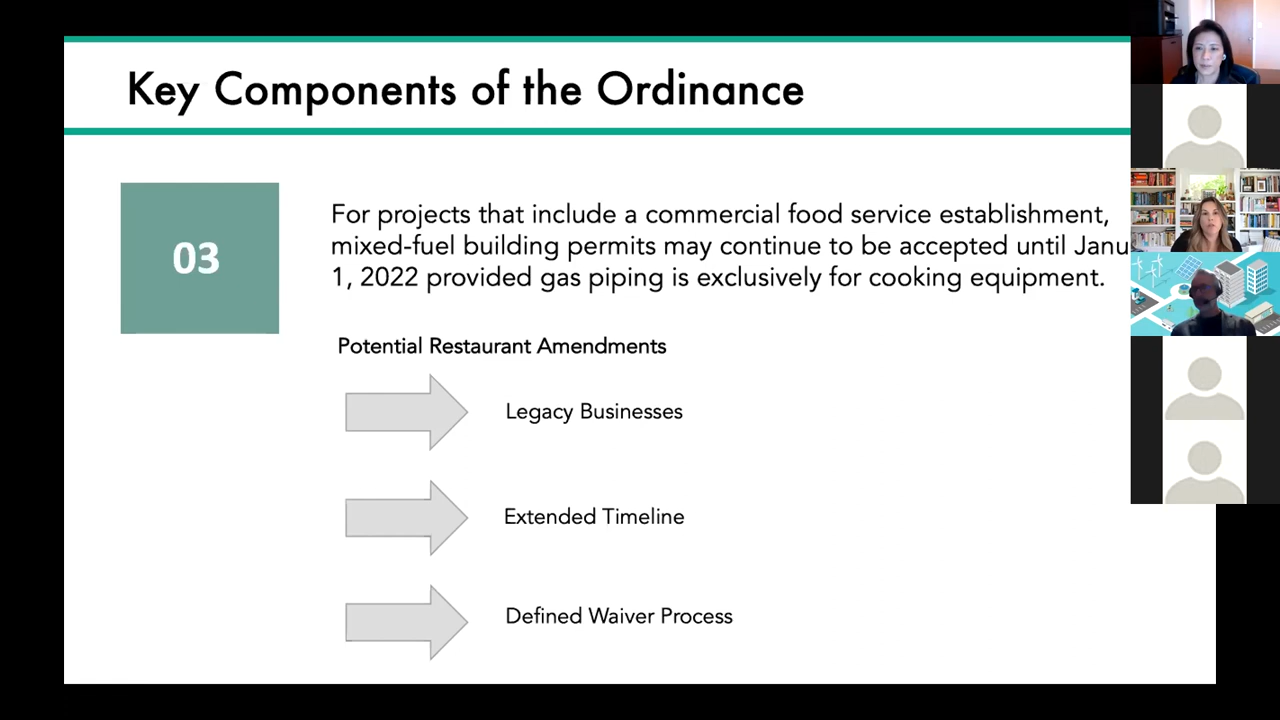 Key Components of the Ordinance
03
For projects that include a commercial food service establishment,
mixed-fuel building permits may continue to be accepted until Janu
1, 2022 provided gas piping is exclusively for cooking equipment.
Potential Restaurant Amendments
Legacy Businesses
Extended Timeline
Defined Waiver Process